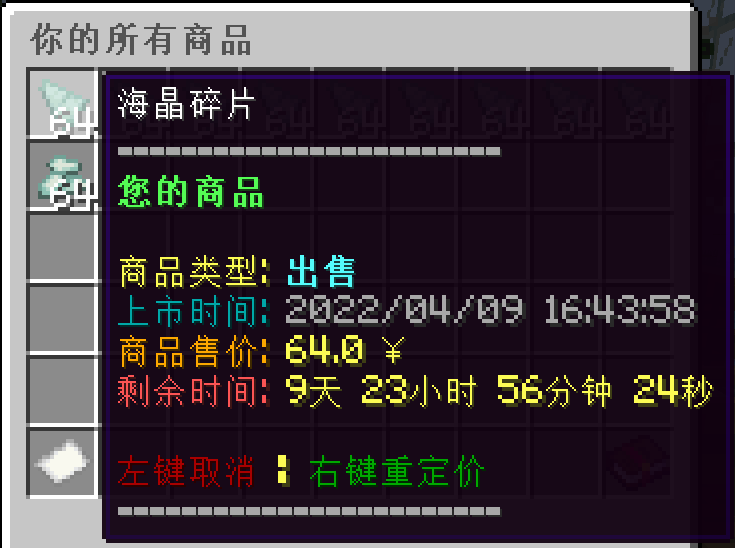 你的所有商品
海晶碎片
64
您的商品
64
商品类型: 出售
上市时间: 2022/04/09 16:43:58
商品售价: 64.0 ¥
剩余时间: 9天 23小时 56分钟 24秒
左键取消 ¦ 右键重定价